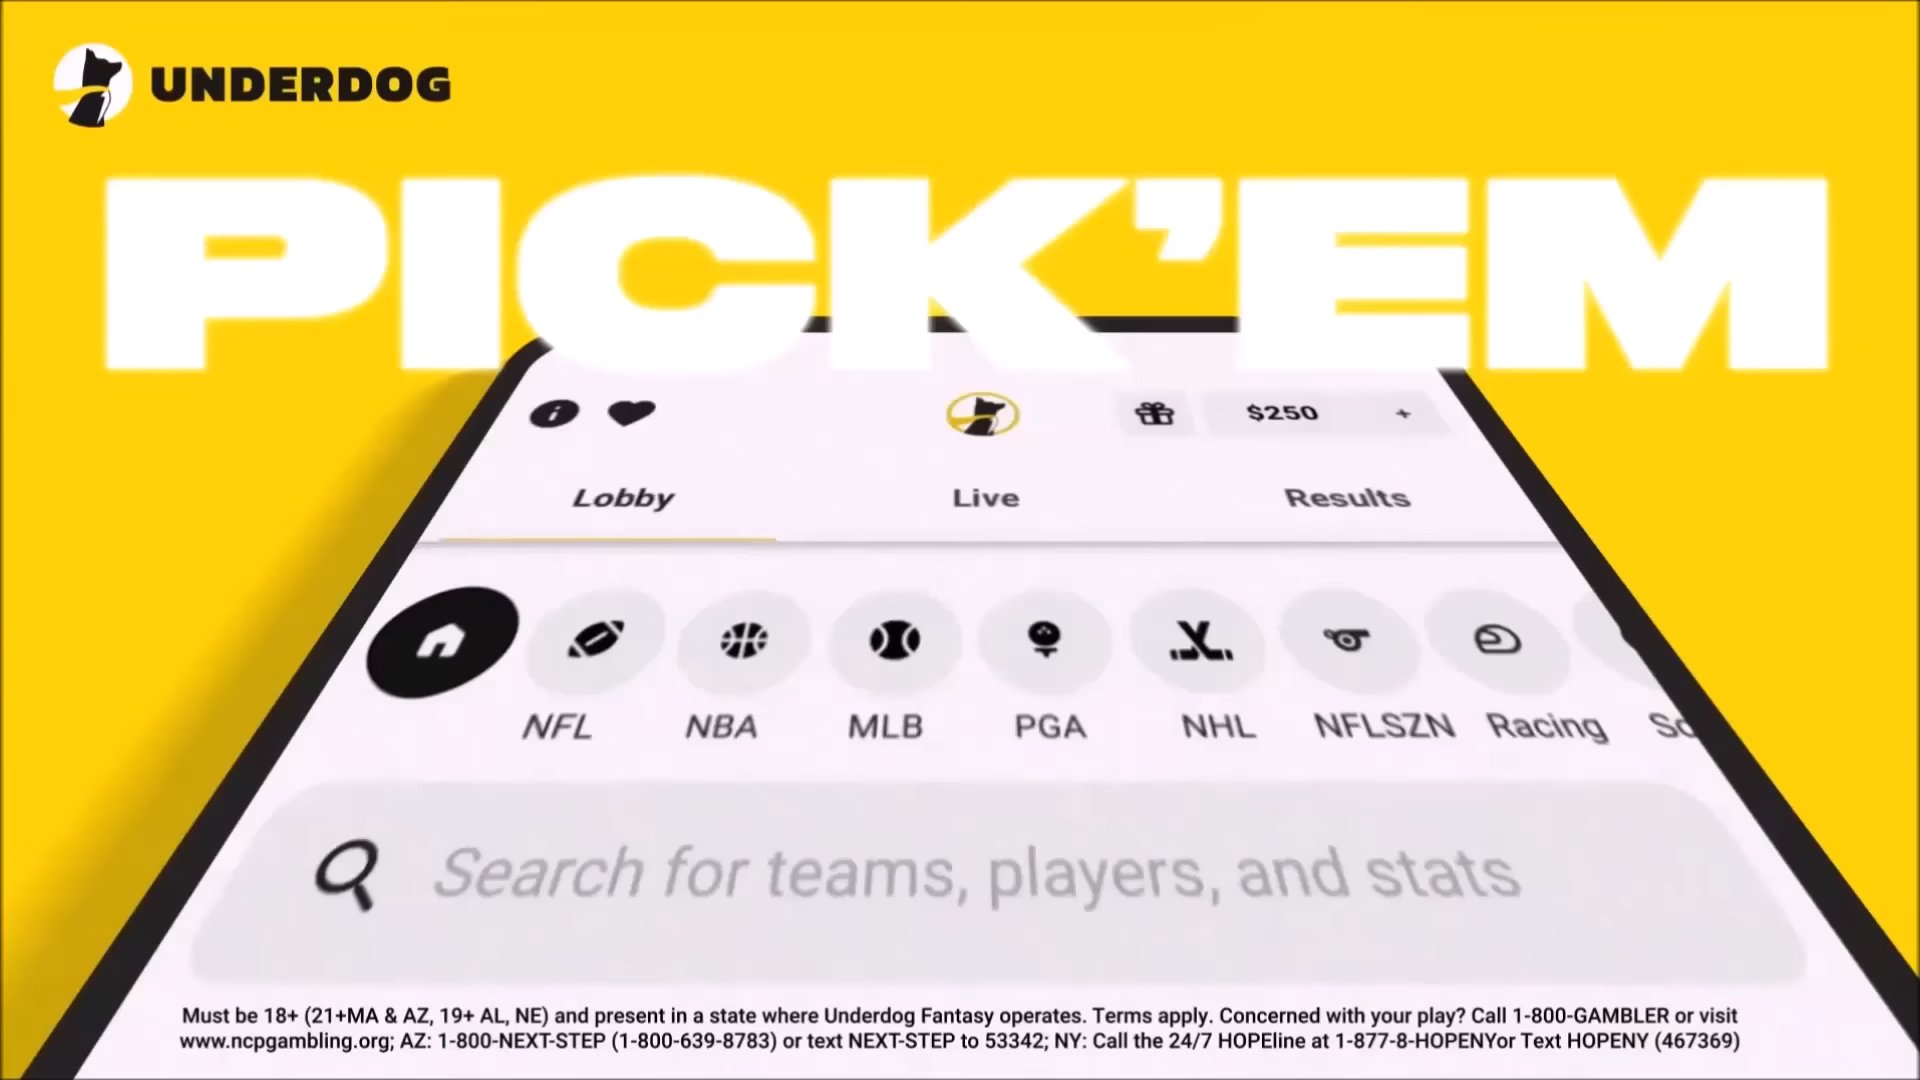 UNDERDOG
PICK'EM
$250 +
Lobby Live Results
NFL NBA MLB PGA NHL NFLSZN Racing
Search for teams, players, and stats
Must be 18+ (21+MA & AZ, 19+ AL, NE) and present in a state where Underdog Fantasy operates. Terms apply. Concerned with your play? Call 1-800-GAMBLER or visit
www.ncpgambling.org; AZ: 1-800-NEXT-STEP (1-800-639-8783) or text NEXT-STEP to 53342; NY: Call the 24/7 HOPEline at 1-877-8-HOPENYor Text HOPENY (467369)